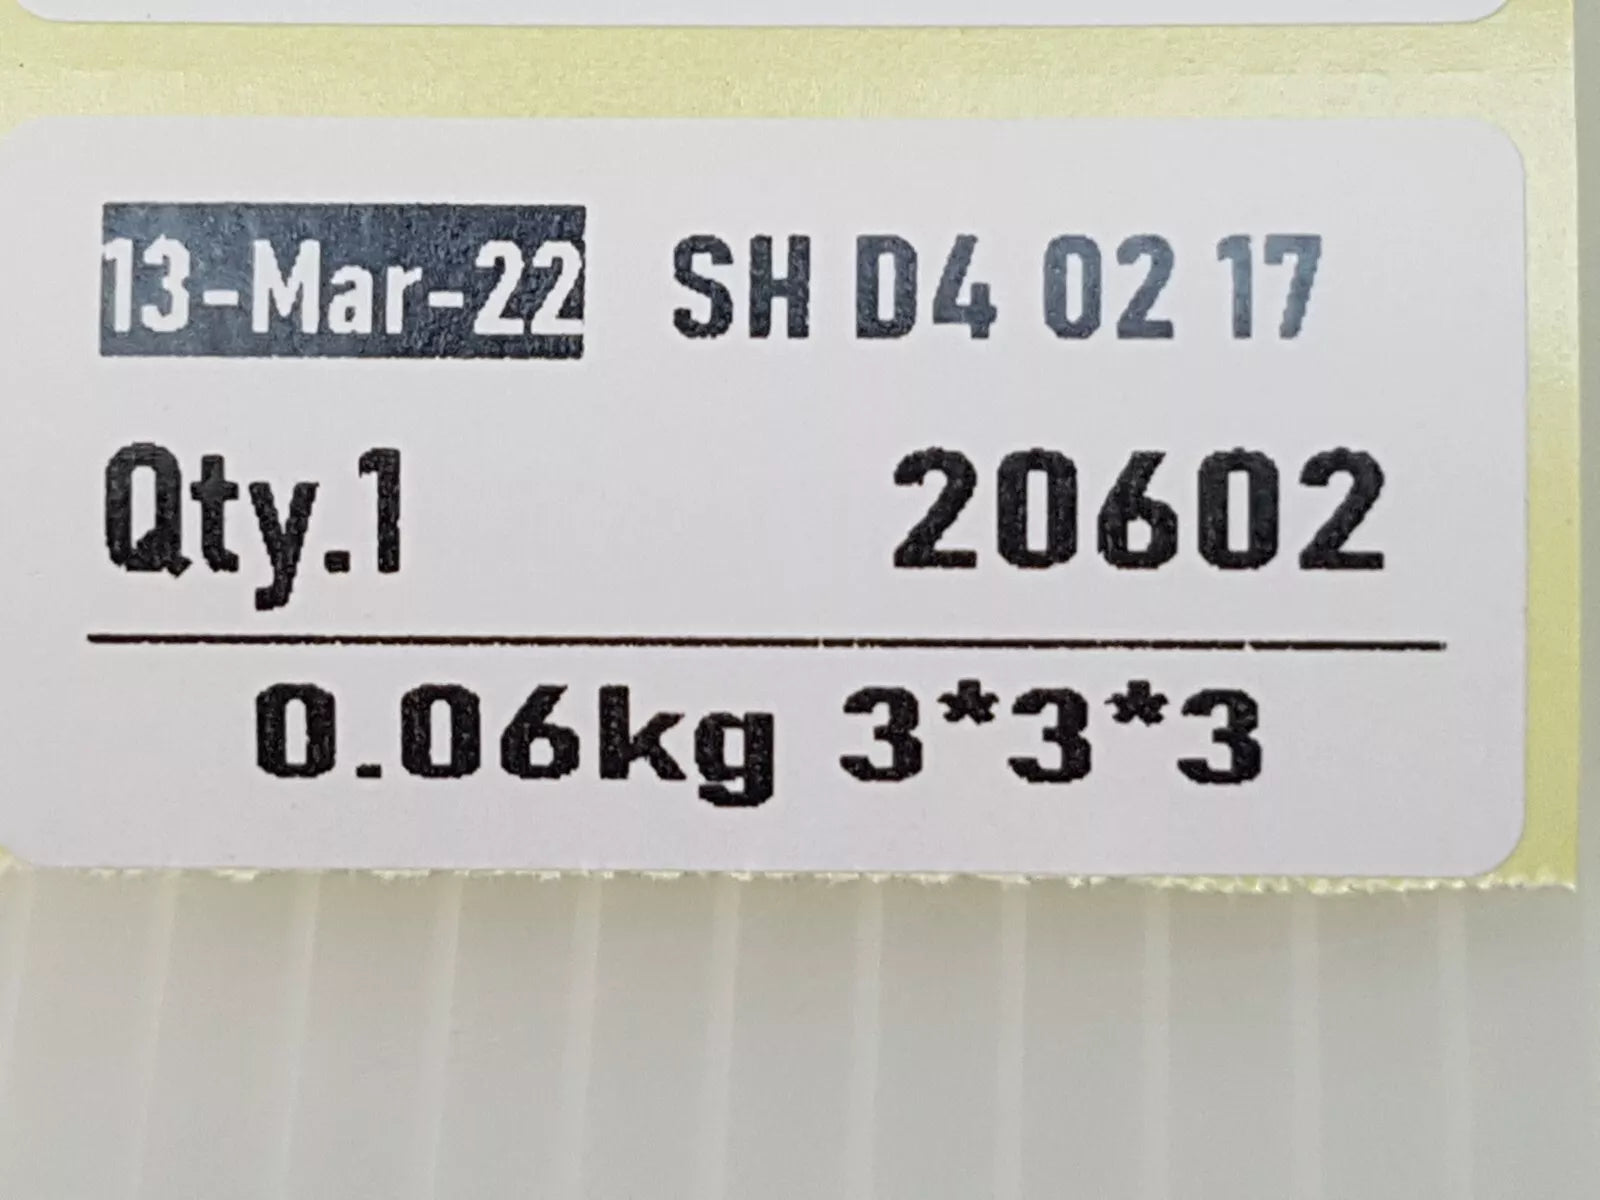 13-Mar-22 SH D4 02 17
Qty.1 20602
0.06kg 3*3*3